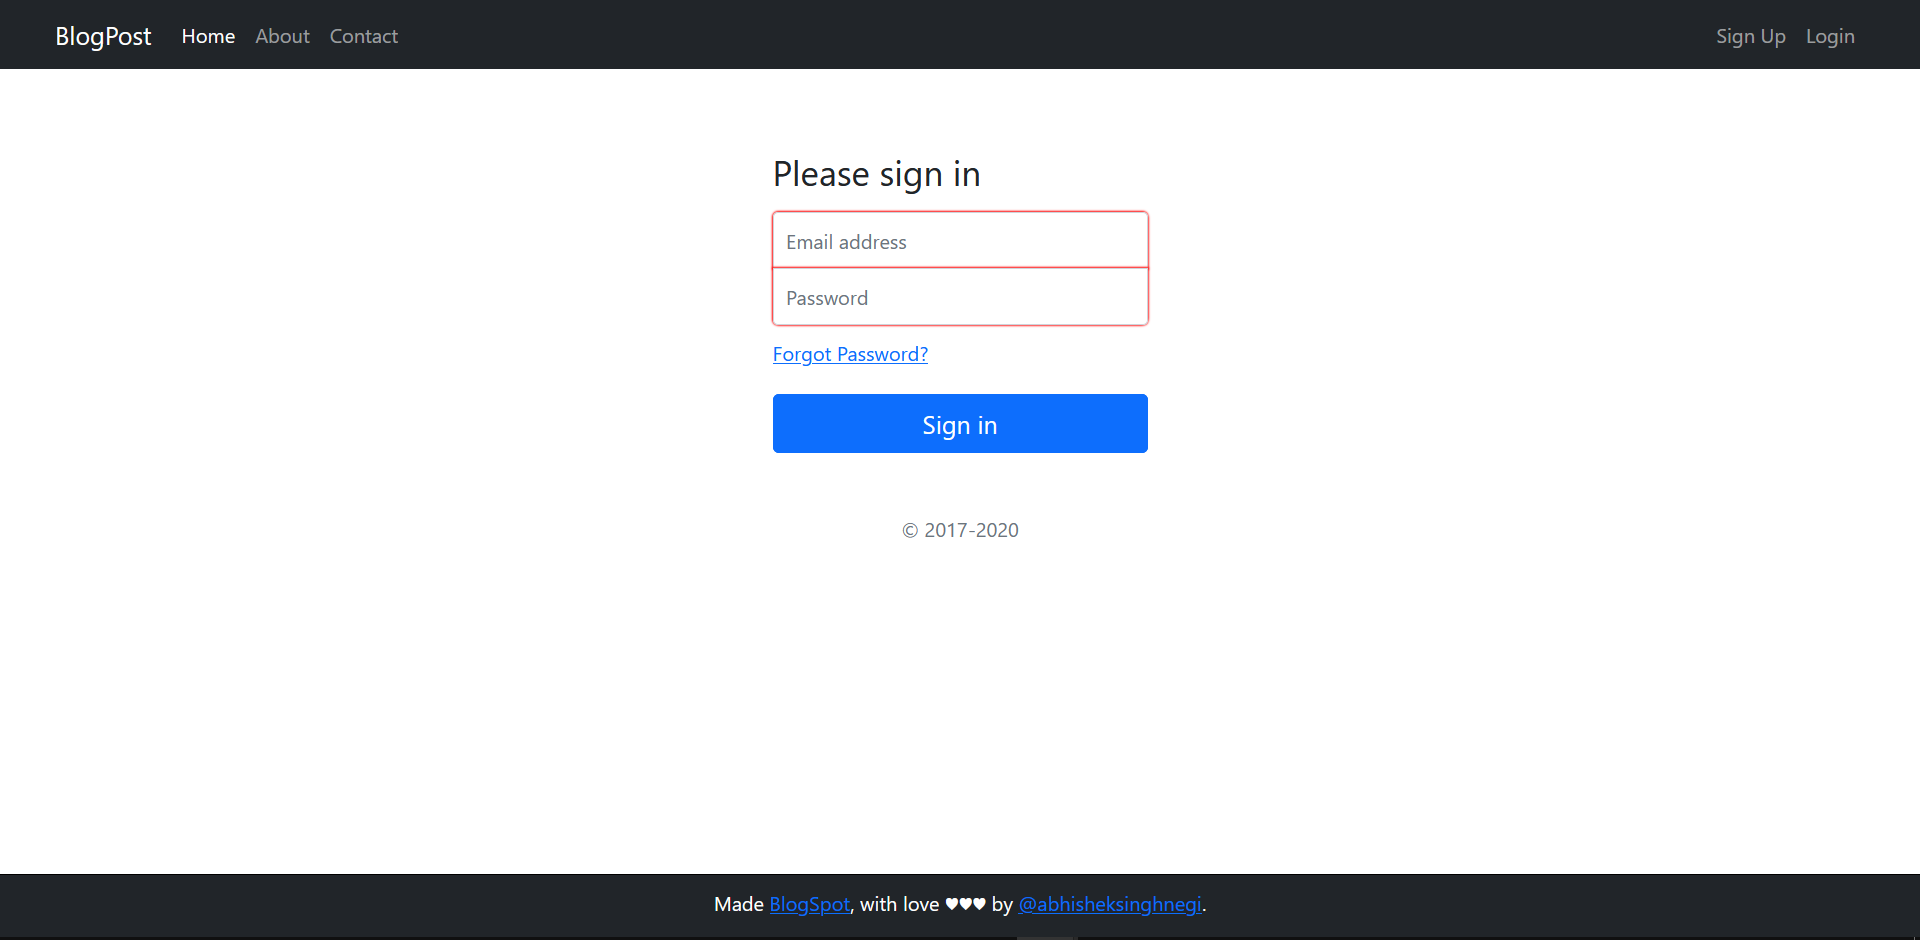 BlogPost Home About Contact Sign Up Login
Please sign in
Email address
Password
Forgot Password?
Sign in
© 2017-2020
Made BlogSpot, with love ♥♥♥ by @abhisheksinghnegi.